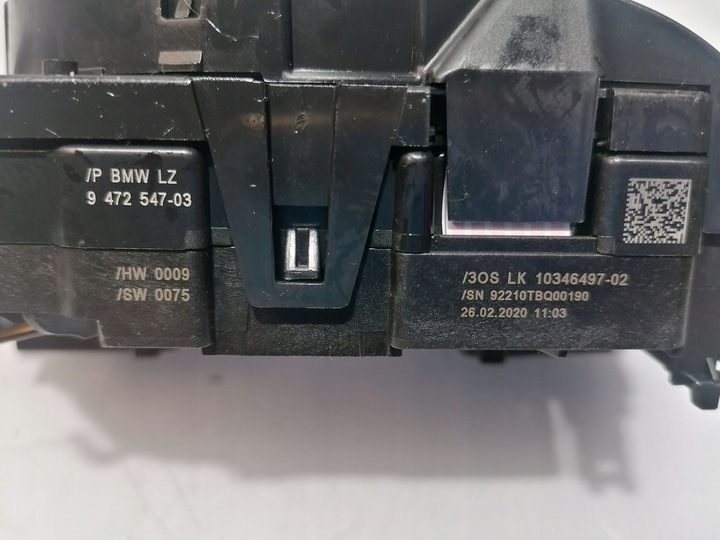 /P BMW LZ
9 472 547-03
/HW 0009
/SW 0075
/3OS LK 10346497-02
/SN 92210TBQ00190
26.02.2020 11:03